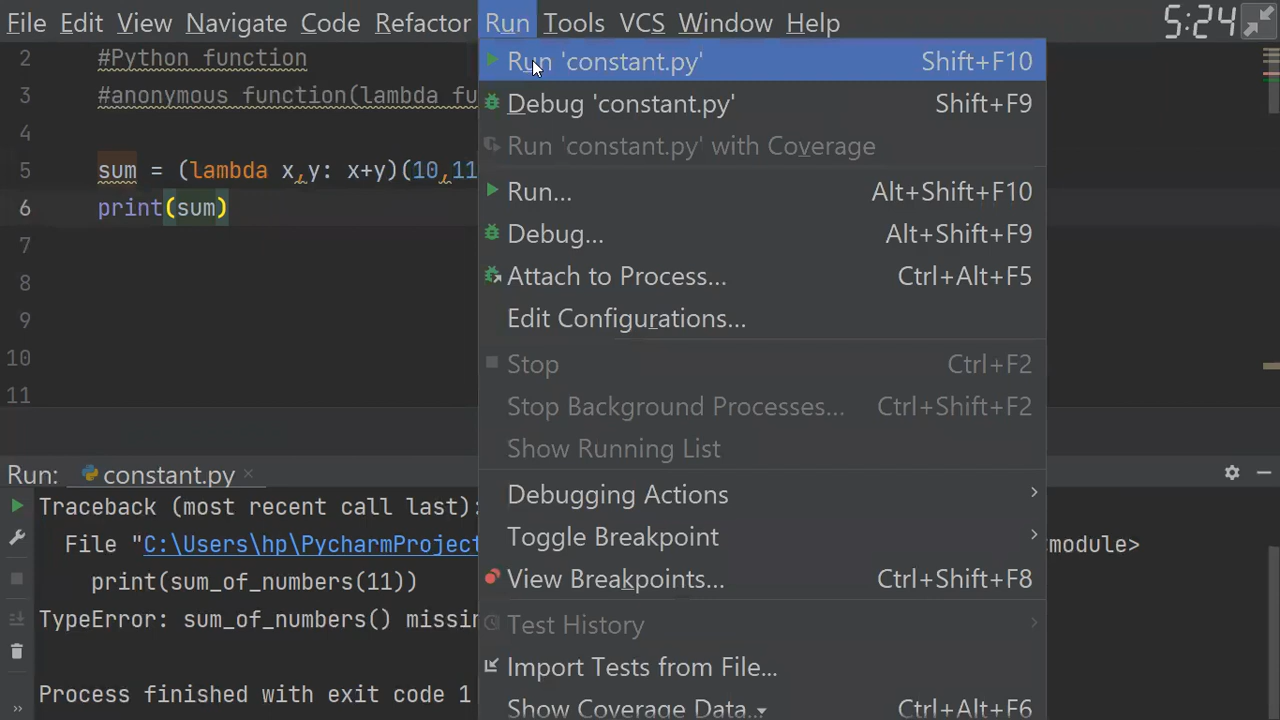 File Edit View Navigate Code Refactor Run Tools VCS Window Help 5:24
2 #Python function
3 #anonymous function(lambda fu
4
5 sum = (lambda x,y: x+y)(10,11
6 print(sum)
7
8
9
10
11
Run 'constant.py' Shift+F10
Debug 'constant.py' Shift+F9
Run 'constant.py' with Coverage
Run... Alt+Shift+F10
Debug... Alt+Shift+F9
Attach to Process... Ctrl+Alt+F5
Edit Configurations...
Stop Ctrl+F2
Stop Background Processes... Ctrl+Shift+F2
Show Running List
Debugging Actions
Toggle Breakpoint
View Breakpoints... Ctrl+Shift+F8
Test History
Import Tests from File...
Show Coverage Data... Ctrl+Alt+F6
Run: constant.py
Traceback (most recent call last):
File "C:\Users\hp\PycharmProject module>
print(sum_of_numbers(11))
TypeError: sum_of_numbers() missin
Process finished with exit code 1